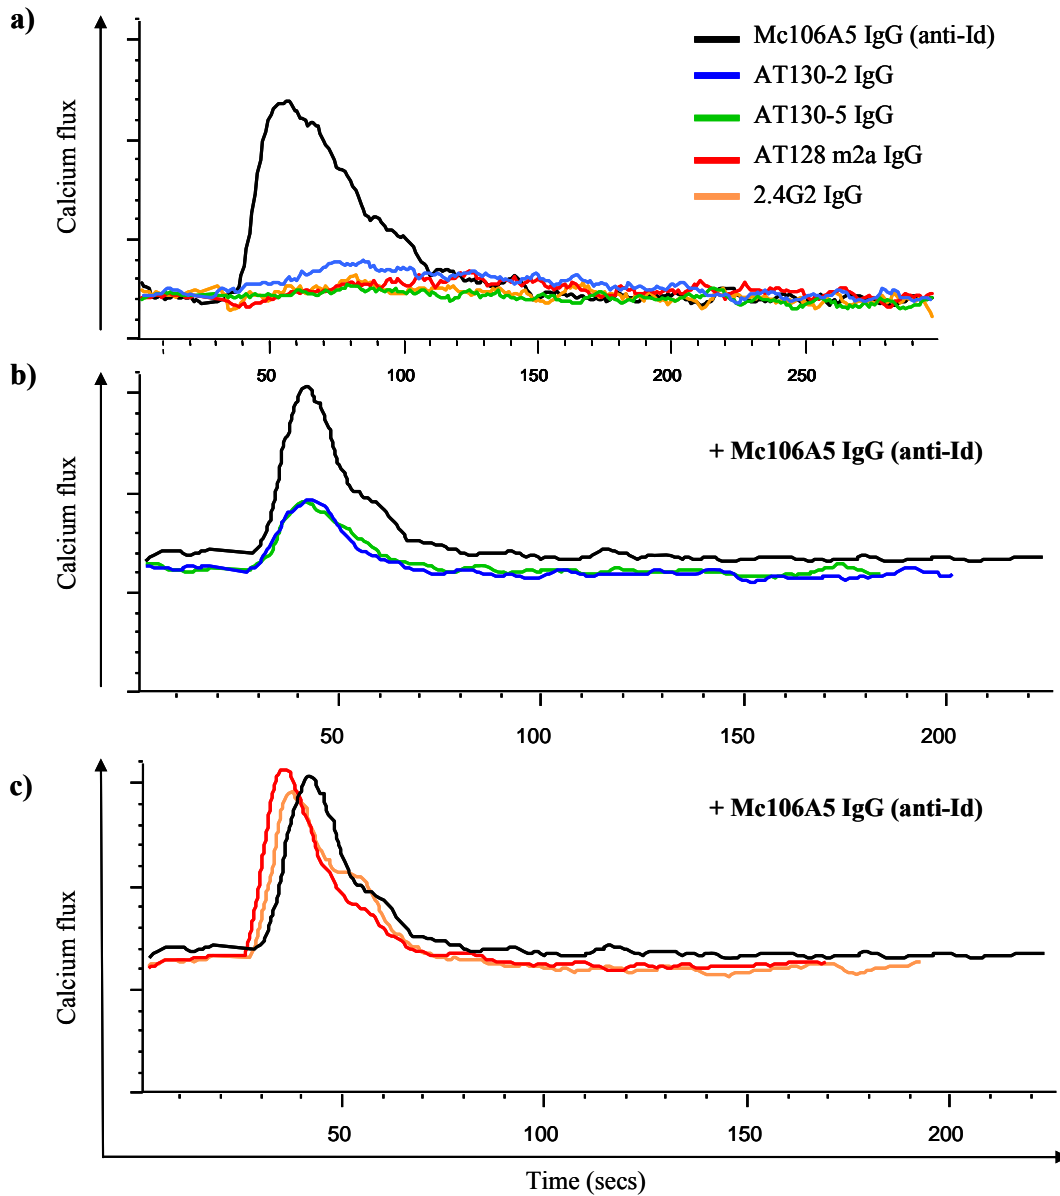 a)
Calcium flux
Mc106A5 IgG (anti-Id)
AT130-2 IgG
AT130-5 IgG
AT128 m2a IgG
2.4G2 IgG
50 100 150 200 250
b)
Calcium flux
+ Mc106A5 IgG (anti-Id)
50 100 150 200
c)
Calcium flux
+ Mc106A5 IgG (anti-Id)
50 100 150 200
Time (secs)